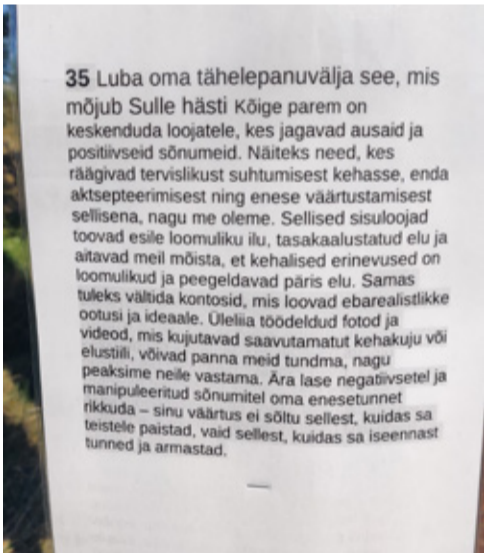 35 Luba oma tähelepanuvälja see, mis
mõjub Sulle hästi Kõige parem on
keskenduda loojatele, kes jagavad ausaid ja
positiivseid sõnumeid. Näiteks need, kes
räägivad tervislikust suhtumisest kehasse, enda
aktsepteerimisest ning enese väärtustamisest
sellisena, nagu me oleme. Sellised sisuloojad
toovad esile loomuliku ilu, tasakaalustatud elu ja
aitavad meil mõista, et kehalised erinevused on
loomulikud ja peegeldavad päris elu. Samas
tuleks vältida kontosid, mis loovad ebarealistlikke
ootusi ja ideaale. Üleliia töödeldud fotod ja
videod, mis kujutavad saavutamatut kehakuju või
elustiili, võivad panna meid tundma, nagu
peaksime neile vastama. Ära lase negatiivsetel ja
manipuleeritud sõnumitel oma enesetunnet
rikkuda – sinu väärtus ei sõltu sellest, kuidas sa
teistele paistad, vaid sellest, kuidas sa iseennast
tunned ja armastad.